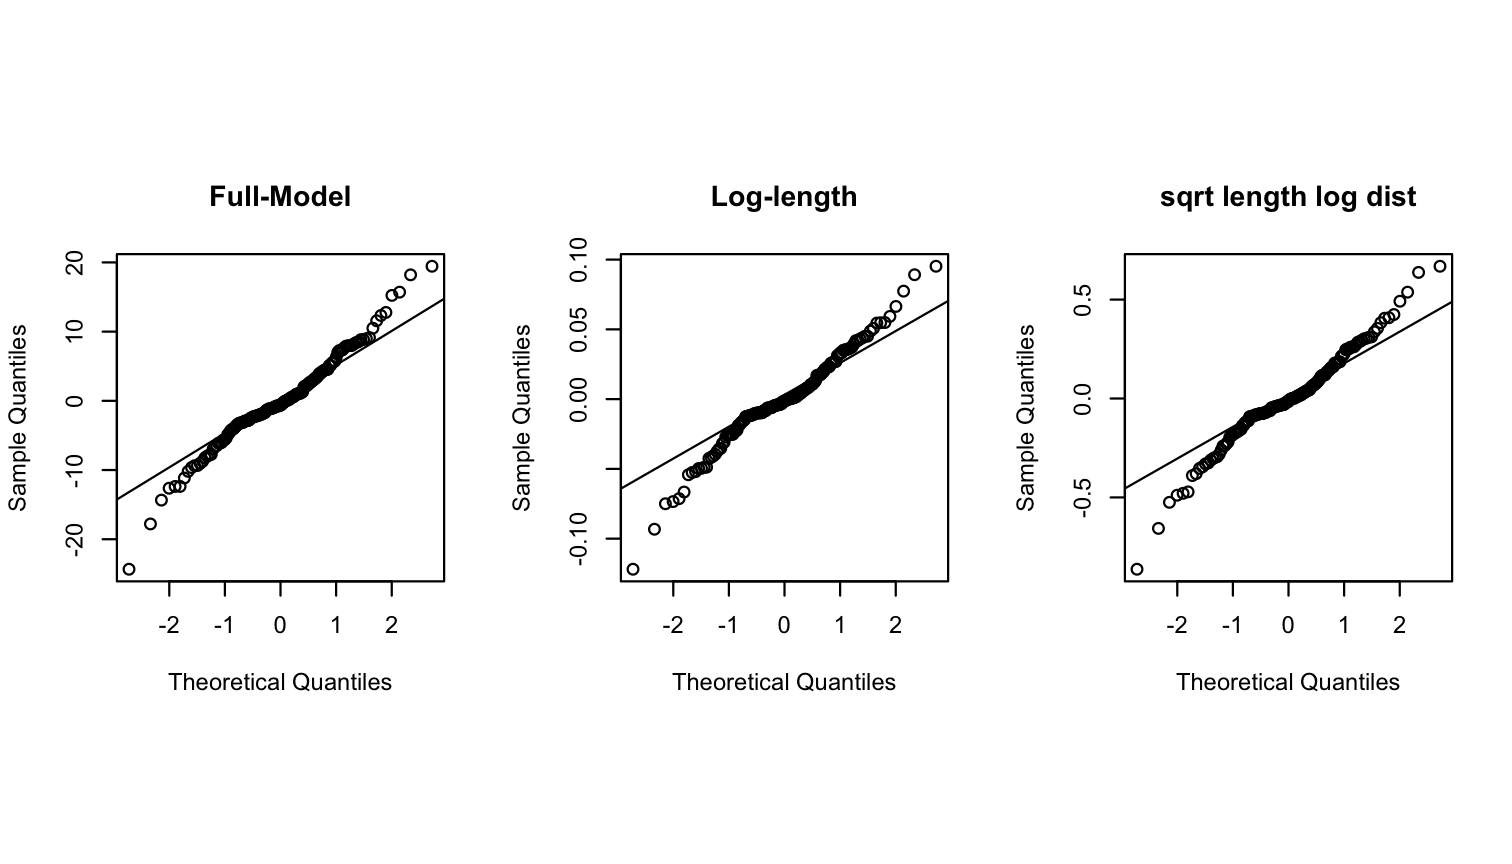 Full-Model
Sample Quantiles
20
10
0
-10
-20
-2 -1 0 1 2
Theoretical Quantiles
Log-length
Sample Quantiles
0.10
0.05
0.00
-0.10
-2 -1 0 1 2
Theoretical Quantiles
sqrt length log dist
Sample Quantiles
0.5
0.0
-0.5
-2 -1 0 1 2
Theoretical Quantiles